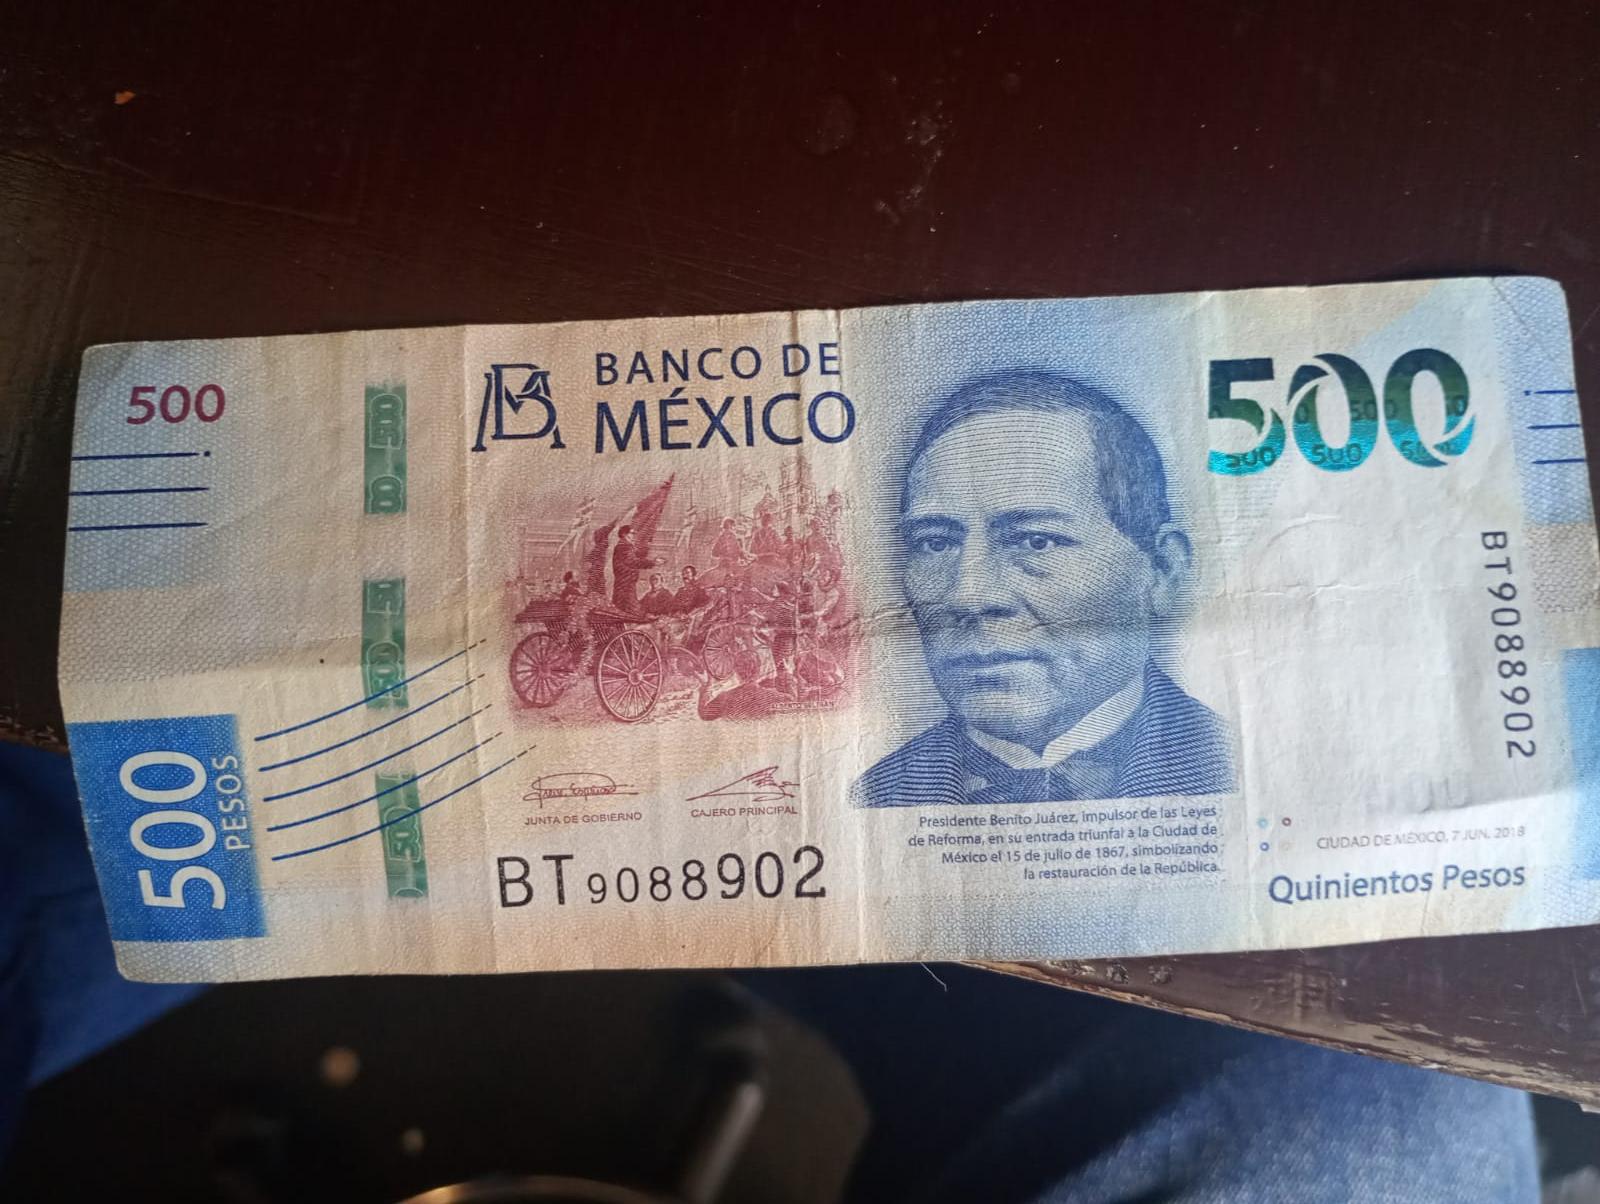 500
BM
BANCO DE
MÉXICO
500
500 PESOS
JUNTA DE GOBIERNO
CAJERO PRINCIPAL
BT9088902
Presidente Benito Juárez, impulsor de las Leyes
de Reforma, en su entrada triunfal a la Ciudad de
México el 15 de julio de 1867, simbolizando
la restauración de la República.
CIUDAD DE MÉXICO, 7 JUN. 2018
Quinientos Pesos
BT9088902